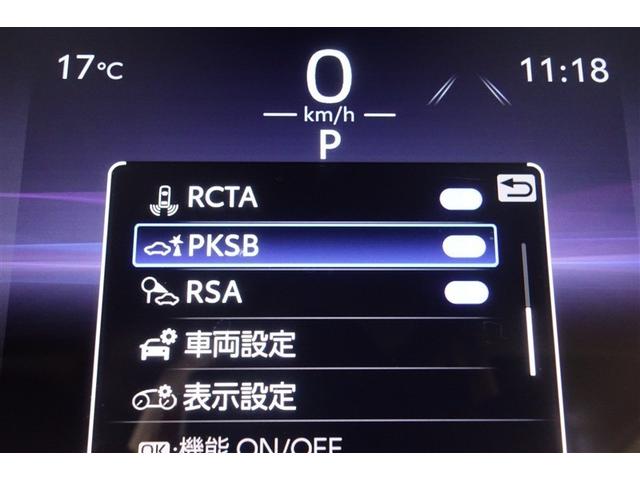 17℃
0
km/h
11:18
P
RCTA
PKSB
RSA
車両設定
表示設定
OK:機能 ON/OFF